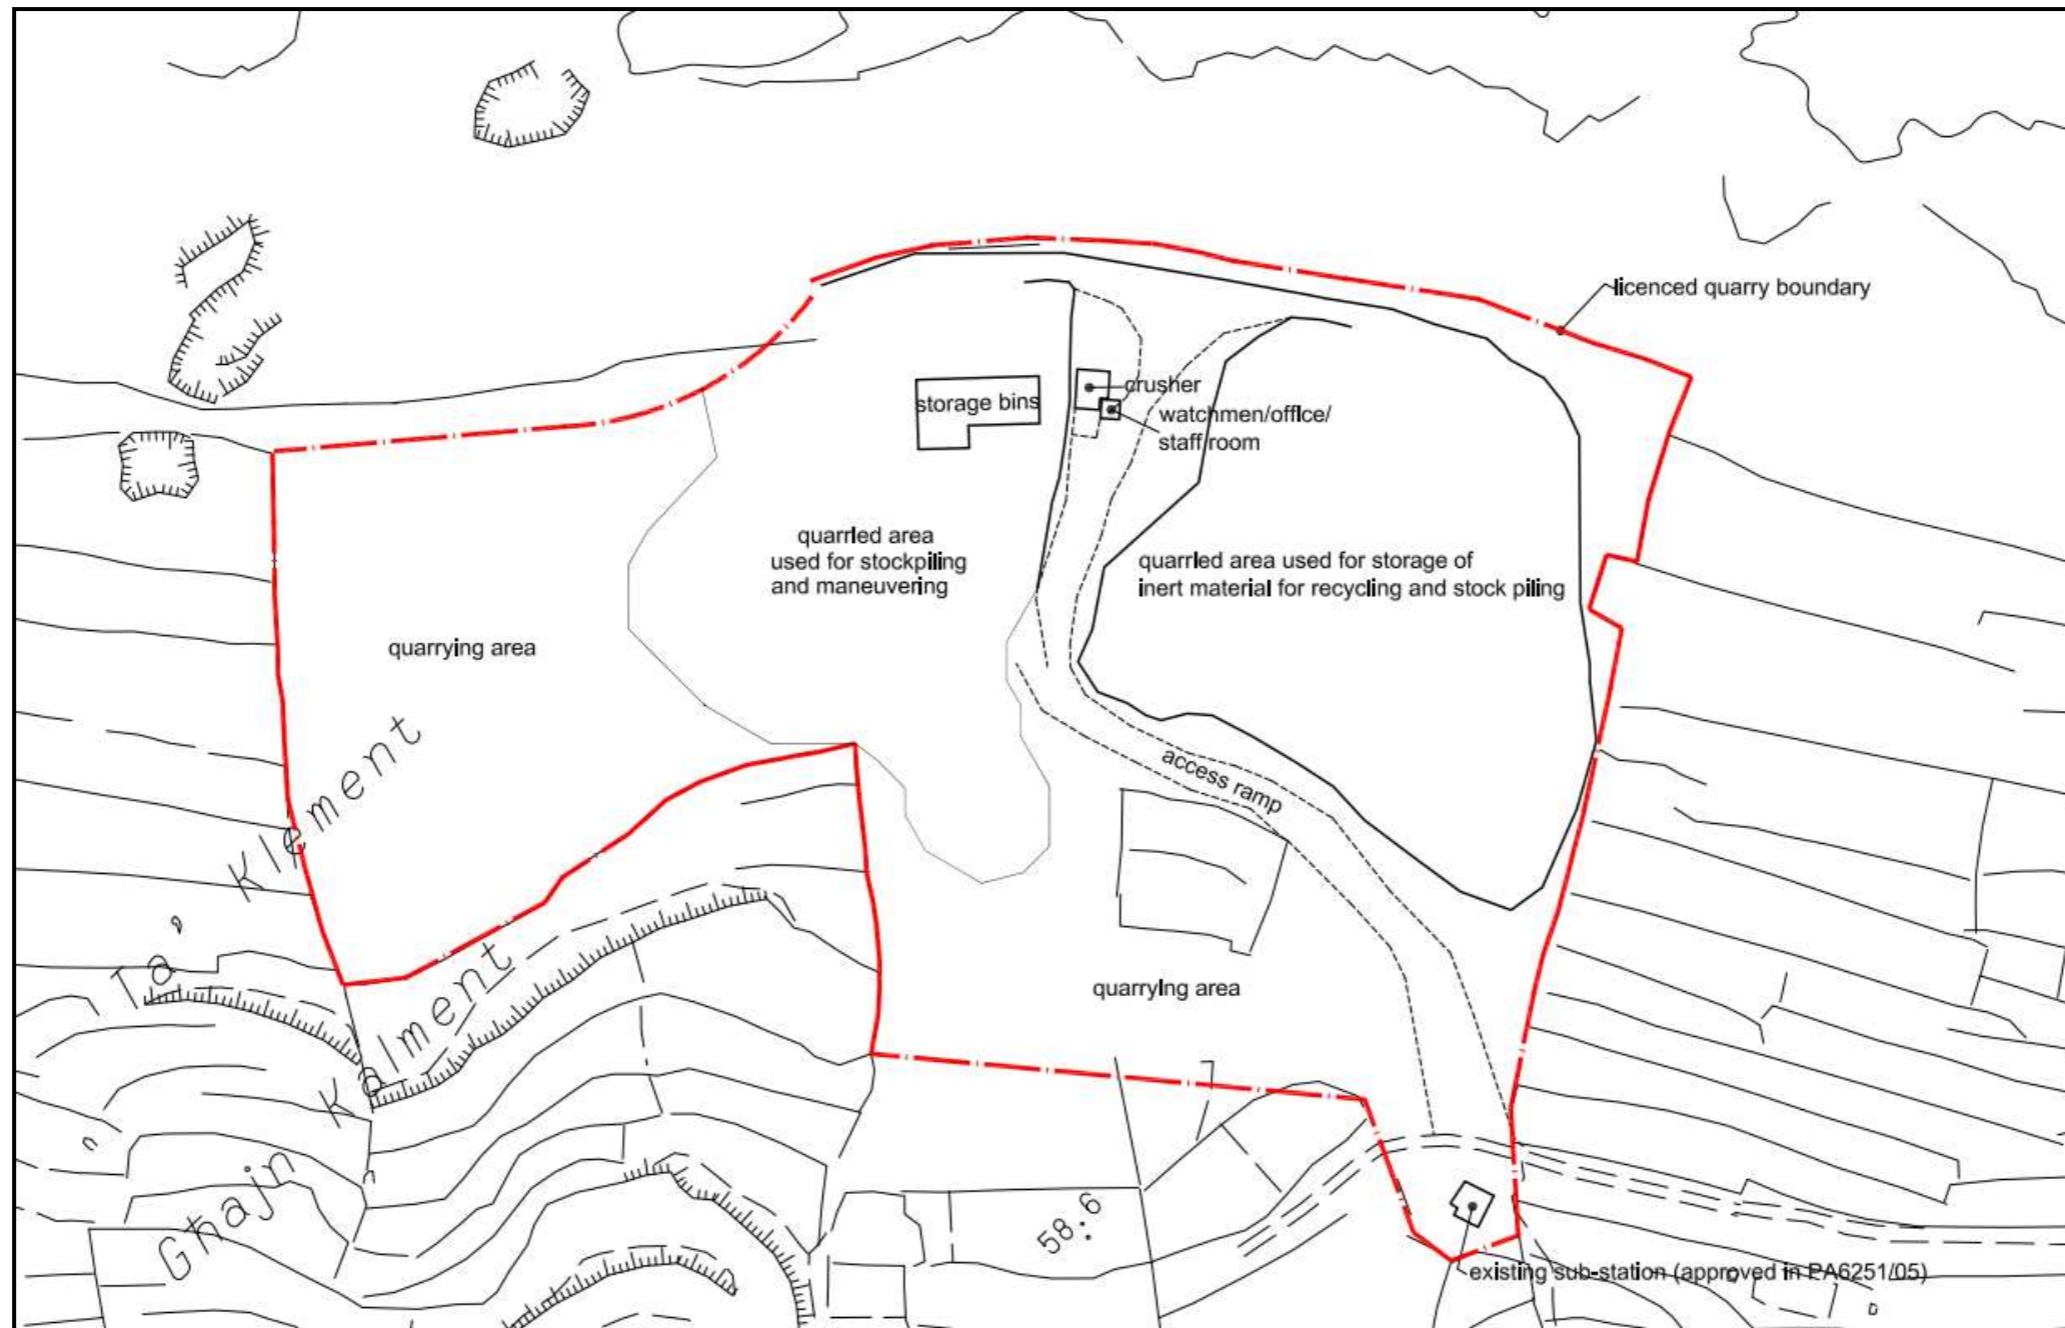 licenced quarry boundary
crusher
storage bins
watchmen/office/
staff room
quarried area
used for stockpiling
and maneuvering
quarried area used for storage of
inert material for recycling and stock piling
quarrying area
access ramp
Ta' Klement
quarrying area
Għajn Kalment
58.6
existing sub-station (approved in PA6251/05)